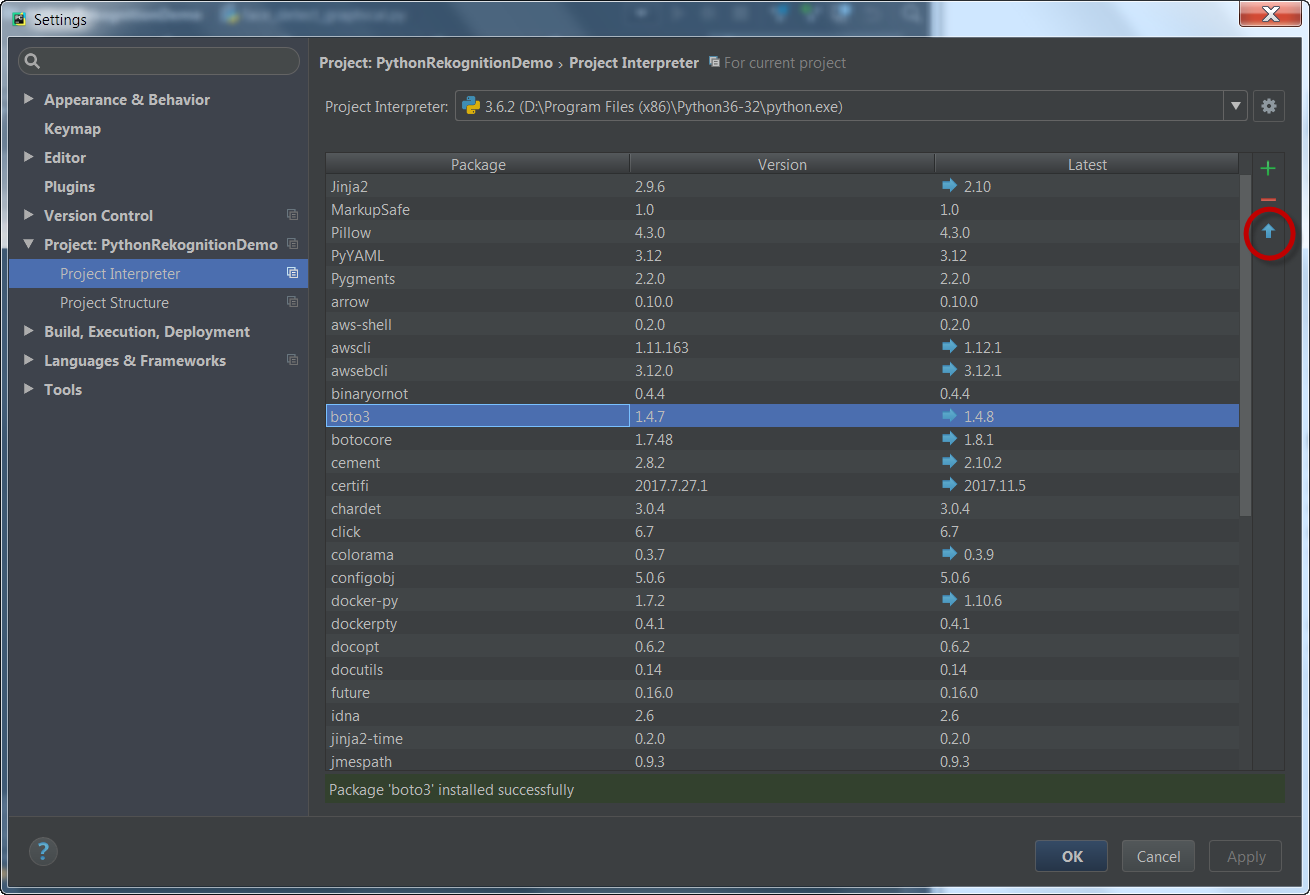 Settings
Project: PythonRekognitionDemo › Project Interpreter For current project
Appearance & Behavior
Keymap
Editor
Plugins
Version Control
Project: PythonRekognitionDemo
Project Interpreter
Project Structure
Build, Execution, Deployment
Languages & Frameworks
Tools
Project Interpreter: 3.6.2 (D:\Program Files (x86)\Python36-32\python.exe)
Package Version Latest
Jinja2 2.9.6 2.10
MarkupSafe 1.0 1.0
Pillow 4.3.0 4.3.0
PyYAML 3.12 3.12
Pygments 2.2.0 2.2.0
arrow 0.10.0 0.10.0
aws-shell 0.2.0 0.2.0
awscli 1.11.163 1.12.1
awsebcli 3.12.0 3.12.1
binaryornot 0.4.4 0.4.4
boto3 1.4.7 1.4.8
botocore 1.7.48 1.8.1
cement 2.8.2 2.10.2
certifi 2017.7.27.1 2017.11.5
chardet 3.0.4 3.0.4
click 6.7 6.7
colorama 0.3.7 0.3.9
configobj 5.0.6 5.0.6
docker-py 1.7.2 1.10.6
dockerpty 0.4.1 0.4.1
docopt 0.6.2 0.6.2
docutils 0.14 0.14
future 0.16.0 0.16.0
idna 2.6 2.6
jinja2-time 0.2.0 0.2.0
jmespath 0.9.3 0.9.3
Package 'boto3' installed successfully
?
OK Cancel Apply